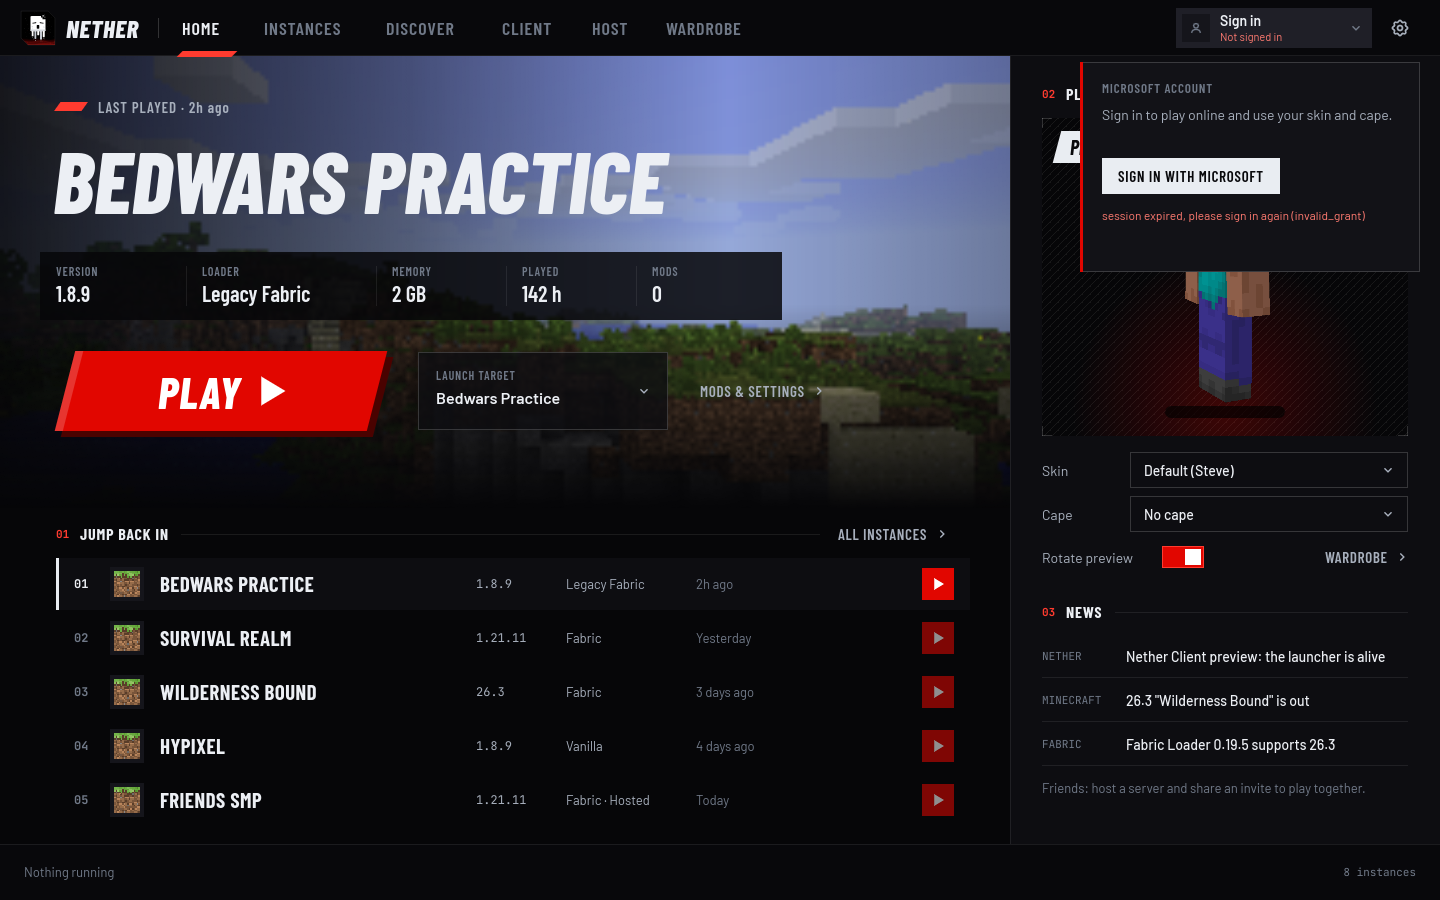 NETHER
HOME
INSTANCES
DISCOVER
CLIENT
HOST
WARDROBE
Sign in
Not signed in
LAST PLAYED · 2h ago
BEDWARS PRACTICE
VERSION
1.8.9
LOADER
Legacy Fabric
MEMORY
2 GB
PLAYED
142 h
MODS
0
PLAY
LAUNCH TARGET
Bedwars Practice
MODS & SETTINGS
01 JUMP BACK IN
ALL INSTANCES
01 BEDWARS PRACTICE 1.8.9 Legacy Fabric 2h ago
02 SURVIVAL REALM 1.21.11 Fabric Yesterday
03 WILDERNESS BOUND 26.3 Fabric 3 days ago
04 HYPIXEL 1.8.9 Vanilla 4 days ago
05 FRIENDS SMP 1.21.11 Fabric · Hosted Today
02 PL
MICROSOFT ACCOUNT
Sign in to play online and use your skin and cape.
SIGN IN WITH MICROSOFT
session expired, please sign in again (invalid_grant)
Skin
Default (Steve)
Cape
No cape
Rotate preview
WARDROBE
03 NEWS
NETHER Nether Client preview: the launcher is alive
MINECRAFT 26.3 "Wilderness Bound" is out
FABRIC Fabric Loader 0.19.5 supports 26.3
Friends: host a server and share an invite to play together.
Nothing running
8 instances